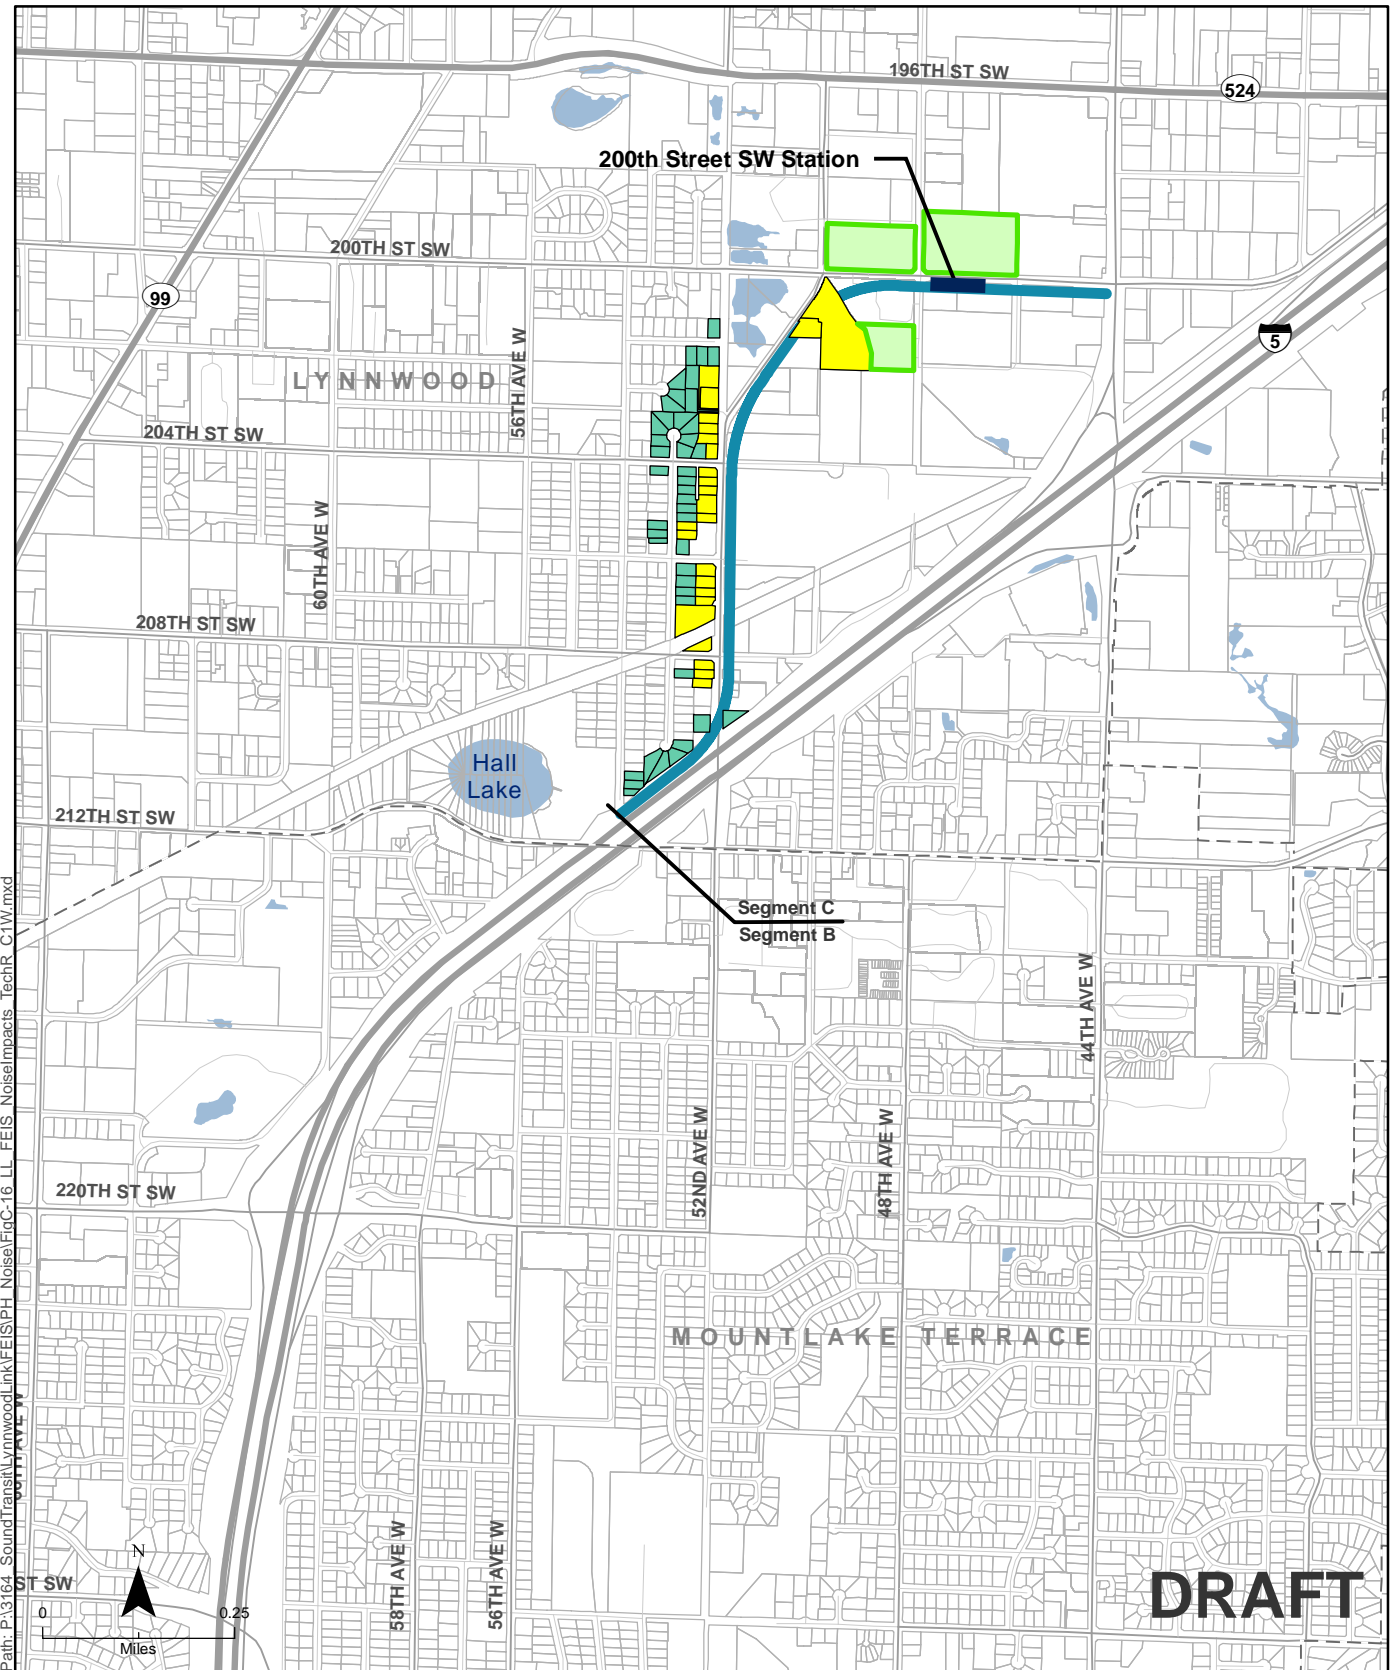 196TH ST SW
524
200th Street SW Station
200TH ST SW
99
5
56TH AVE W
LYNNWOOD
204TH ST SW
60TH AVE W
208TH ST SW
Hall
Lake
212TH ST SW
Segment C
Segment B
44TH AVE W
52ND AVE W
48TH AVE W
220TH ST SW
MOUNTLAKE TERRACE
58TH AVE W
56TH AVE W
N
ST SW
0
0.25
Miles
DRAFT
Path: P:\3164_SoundTransit\LynnwoodLink\FEIS\PH_Noise\FigC-16_LL_FEIS_NoiseImpacts_TechR_C1W.mxd